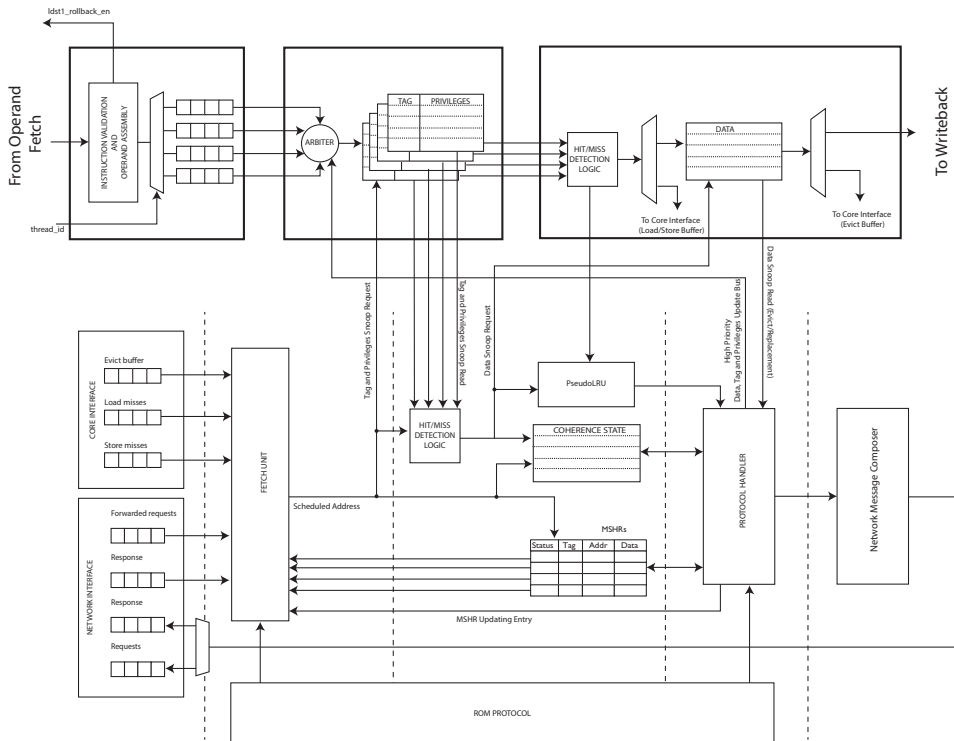 ldst1_rollback_en
From Operand
Fetch
INSTRUCTION VALIDATION
AND
OPERAND ASSEMBLY
thread_id
ARBITER
TAG
PRIVILEGES
HIT/MISS
DETECTION
LOGIC
DATA
To Core Interface
(Load/Store Buffer)
To Core Interface
(Evict Buffer)
To Writeback
Tag and Privileges Snoop Request
Tag and Privileges Snoop Read
Data Snoop Request
High Priority
Data, Tag and Privileges Update Bus
Data Snoop Read (Evict/Replacement)
CORE INTERFACE
Evict buffer
Load misses
Store misses
NETWORK INTERFACE
Forwarded requests
Response
Response
Requests
FETCH UNIT
Scheduled Address
HIT/MISS
DETECTION
LOGIC
PseudoLRU
COHERENCE STATE
MSHRs
Status
Tag
Addr
Data
MSHR Updating Entry
PROTOCOL HANDLER
Network Message Composer
ROM PROTOCOL